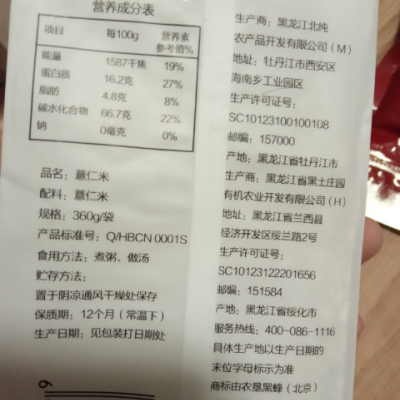 营养成分表
项目 每100g 营养素参考值%
能量 1587千焦 19%
蛋白质 16.2克 27%
脂肪 4.8克 8%
碳水化合物 66.7克 22%
钠 0毫克 0%
品名：薏仁米
配料：薏仁米
规格：360g/袋
产品标准号：Q/HBCN 0001S
食用方法：煮粥、做汤
贮存方法：
置于阴凉通风干燥处保存
保质期：12个月（常温下）
生产日期：见包装打日期处
生产商：黑龙江北纯
农产品开发有限公司(M)
地址：牡丹江市西安区
海南乡工业园区
生产许可证号：
SC10123100100108
邮编：157000
产地：黑龙江省牡丹江市
生产商：黑龙江省黑土庄园
有机农业开发有限公司(H)
地址：黑龙江省兰西县
经济开发区绥兰路2号
生产许可证号：
SC10123122201656
邮编：151584
产地：黑龙江省绥化市
服务热线：400-086-1116
具体生产地以生产日期的
末位字母标示为准
商标由农垦黑蜂（北京）
6